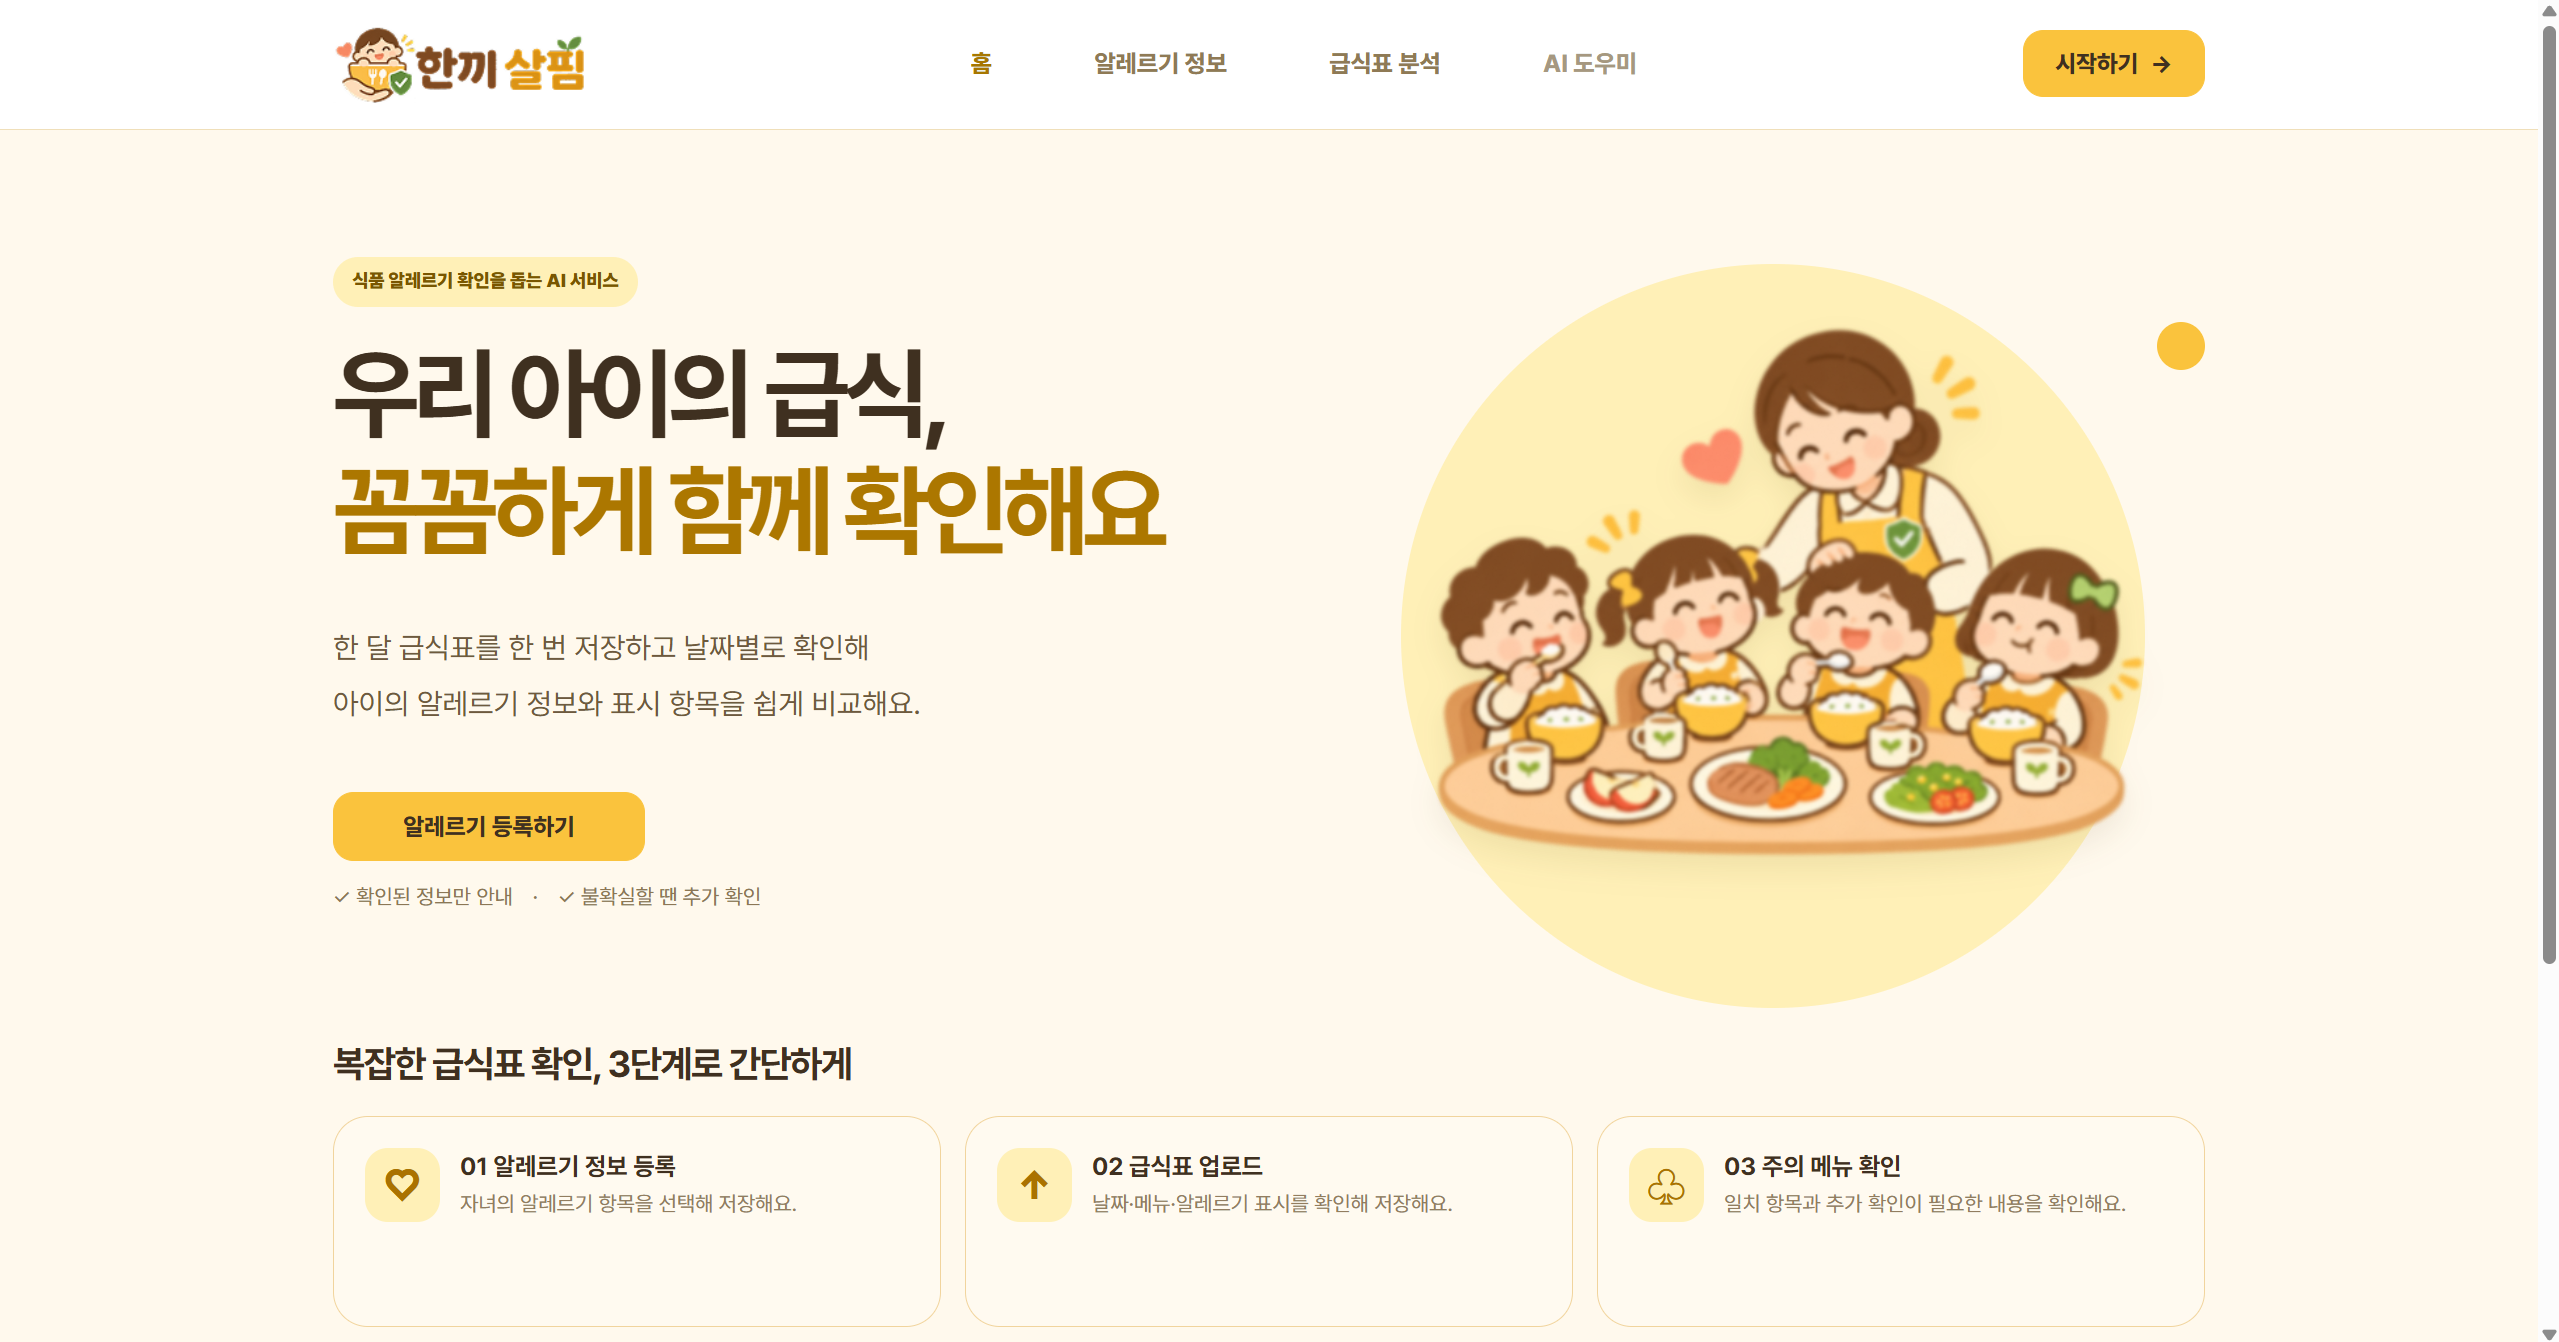 한끼 살핌
홈
알레르기 정보
급식표 분석
AI 도우미
시작하기 →
식품 알레르기 확인을 돕는 AI 서비스
우리 아이의 급식,
꼼꼼하게 함께 확인해요
한 달 급식표를 한 번 저장하고 날짜별로 확인해
아이의 알레르기 정보와 표시 항목을 쉽게 비교해요.
알레르기 등록하기
✓ 확인된 정보만 안내 · ✓ 불확실할 땐 추가 확인
복잡한 급식표 확인, 3단계로 간단하게
01 알레르기 정보 등록
자녀의 알레르기 항목을 선택해 저장해요.
02 급식표 업로드
날짜·메뉴·알레르기 표시를 확인해 저장해요.
03 주의 메뉴 확인
일치 항목과 추가 확인이 필요한 내용을 확인해요.